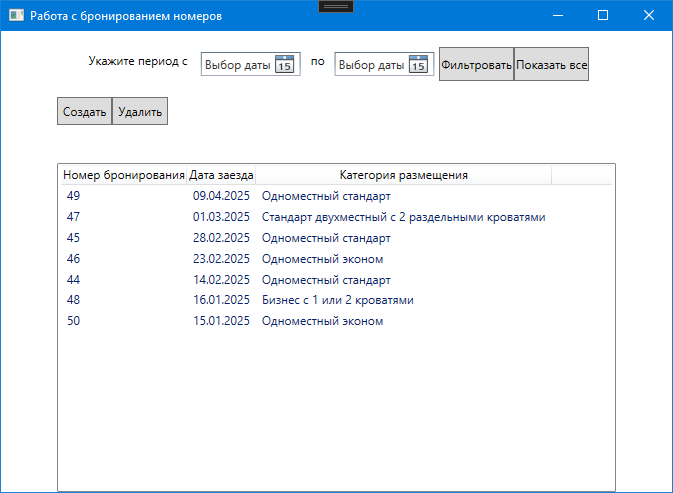 Работа с бронированием номеров
Укажите период с Выбор даты 15 по Выбор даты 15 Фильтровать Показать все
Создать Удалить
Номер бронирования Дата заезда Категория размещения
49 09.04.2025 Одноместный стандарт
47 01.03.2025 Стандарт двухместный с 2 раздельными кроватями
45 28.02.2025 Одноместный стандарт
46 23.02.2025 Одноместный эконом
44 14.02.2025 Одноместный стандарт
48 16.01.2025 Бизнес с 1 или 2 кроватями
50 15.01.2025 Одноместный эконом